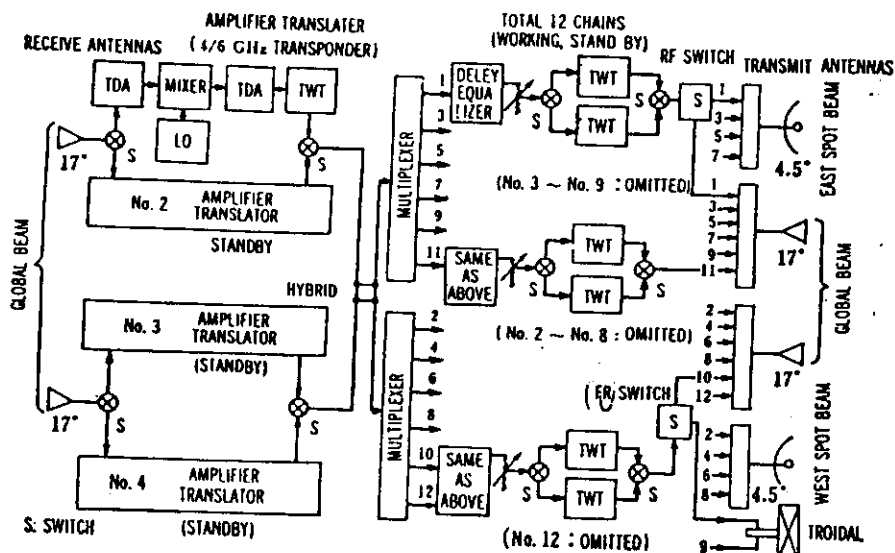 AMPLIFIER TRANSLATER
RECEIVE ANTENNAS
(4/6 GHz TRANSPONDER)
TDA
MIXER
TDA
TWT
LO
17°
S
S
No. 2 AMPLIFIER
TRANSLATOR
STANDBY
GLOBAL BEAM
HYBRID
No. 3 AMPLIFIER
TRANSLATOR
(STANDBY)
17°
S
S
No. 4 AMPLIFIER
TRANSLATOR
(STANDBY)
S: SWITCH
TOTAL 12 CHAINS
(WORKING, STAND BY)
MULTIPLEXER
1
3
5
7
9
11
DELEY
EQUA
LIZER
S
TWT
TWT
S
RF SWITCH
S
TRANSMIT ANTENNAS
1
3
5
7
4.5°
EAST SPOT BEAM
(No. 3 ~ No. 9 : OMITTED)
SAME
AS
ABOVE
S
TWT
TWT
S
1
3
5
7
9
11
17°
GLOBAL BEAM
(No. 2 ~ No. 8 : OMITTED)
MULTIPLEXER
2
4
6
8
10
12
2
4
6
8
10
12
17°
SWITCH
S
SAME
AS
ABOVE
S
TWT
TWT
S
2
4
6
8
4.5°
WEST SPOT BEAM
(No. 12 : OMITTED)
9
TROIDAL